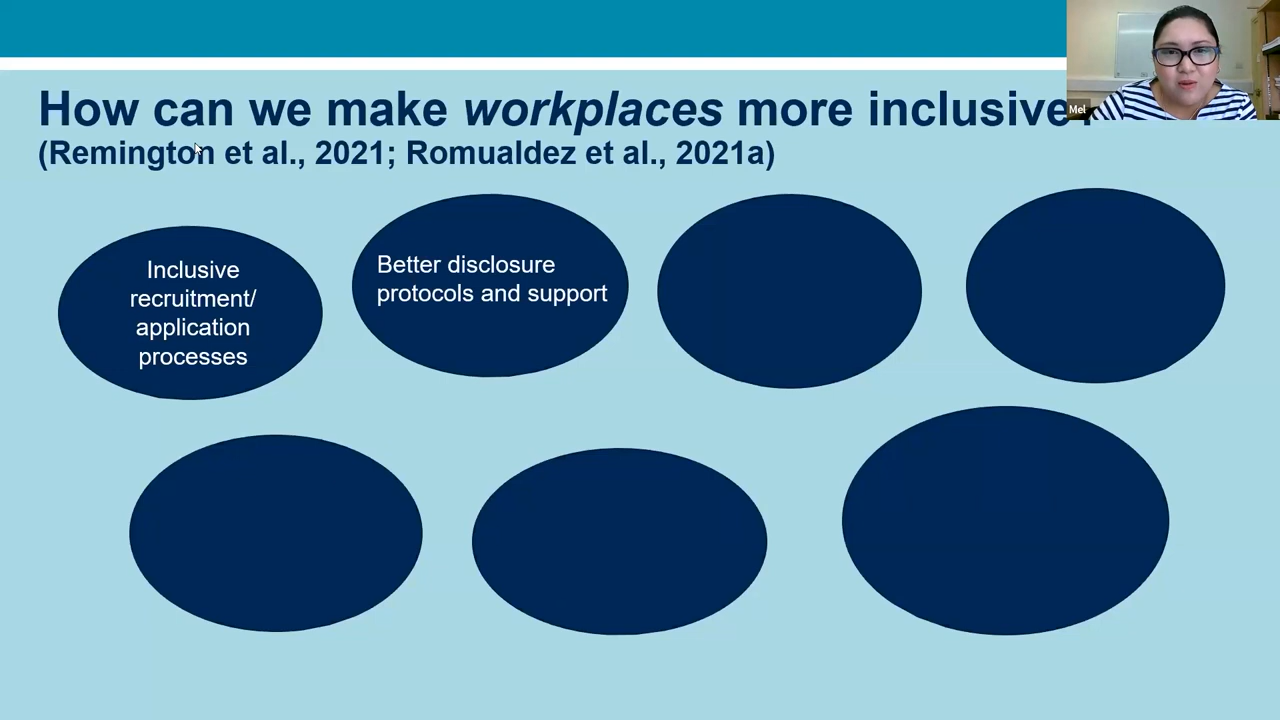 How can we make workplaces more inclusive?
(Remington et al., 2021; Romualdez et al., 2021a)
Mel
Inclusive
recruitment/
application
processes
Better disclosure
protocols and support